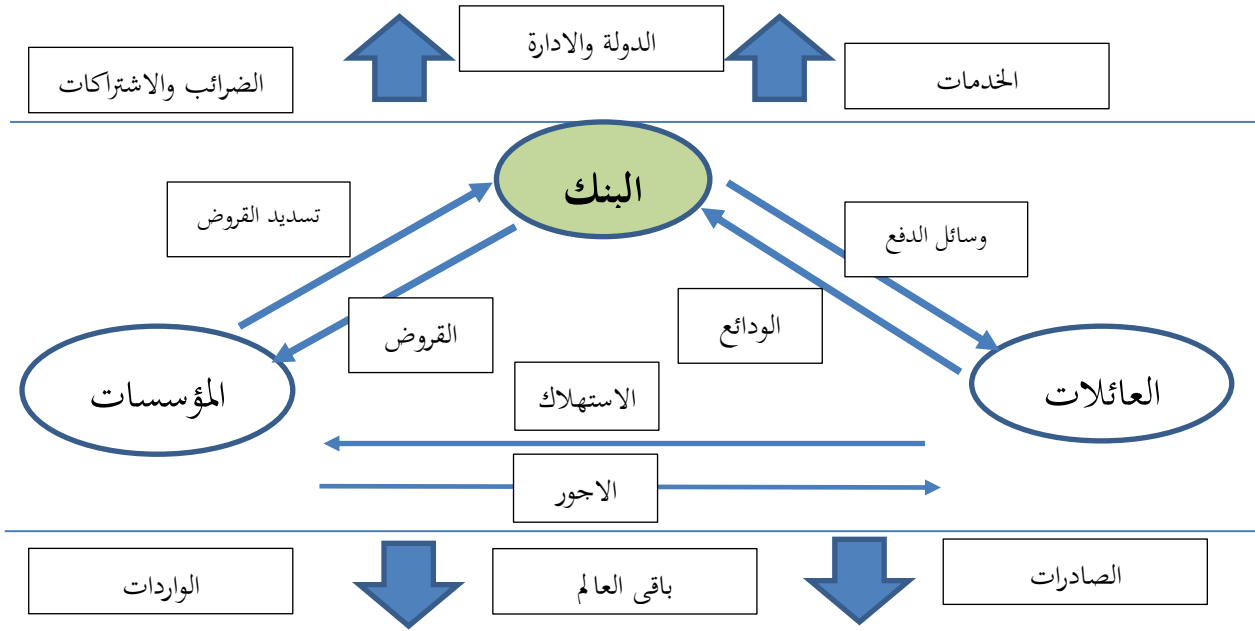 الدولة والادارة
الخدمات
الضرائب والاشتراكات
البنك
تسديد القروض
وسائل الدفع
الودائع
القروض
العائلات
المؤسسات
الاستهلاك
الاجور
الصادرات
باقى العالم
الواردات